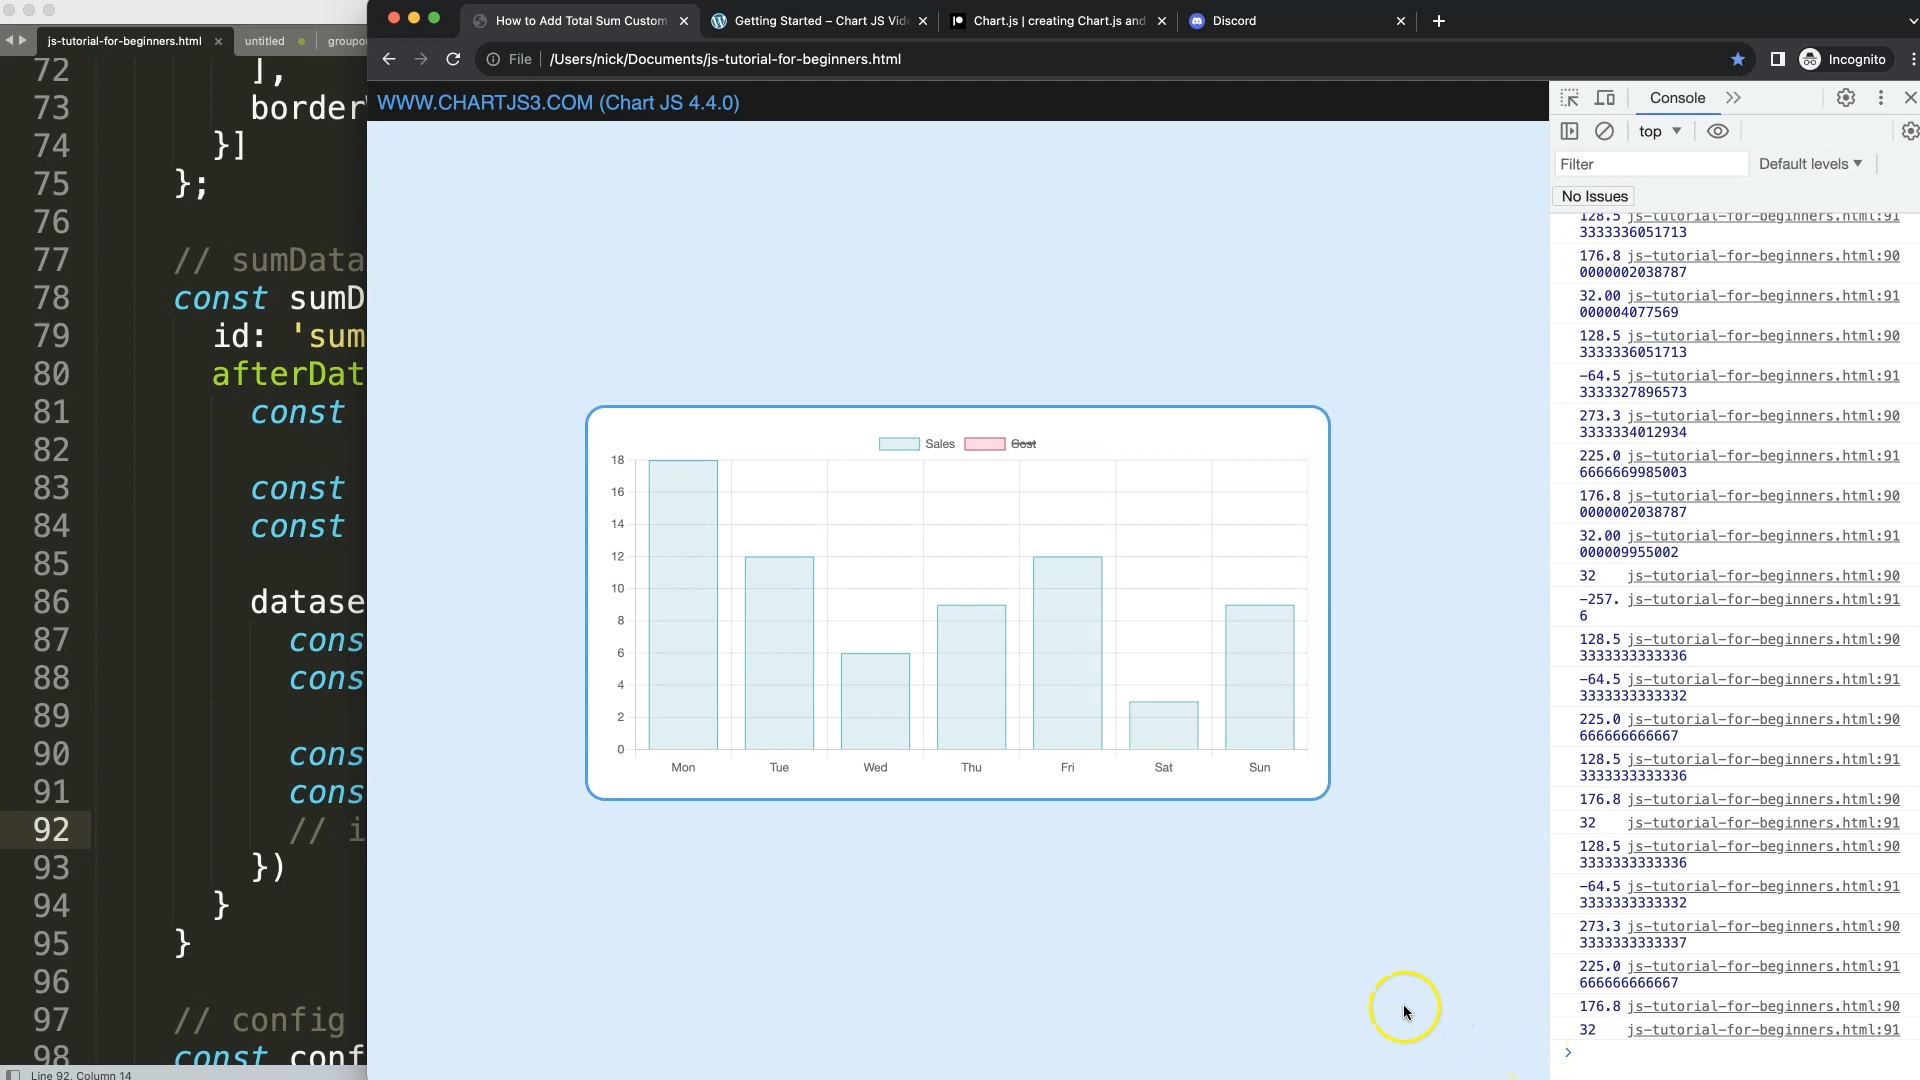 js-tutorial-for-beginners.html
untitled
How to Add Total Sum Custom
Getting Started – Chart JS Vid
Chart.js | creating Chart.js and
Discord
File
/Users/nick/Documents/js-tutorial-for-beginners.html
Incognito
72 ],
73
74 }]
75 };
76
77 // sumData
78 const
79 id:
80
81 const
82
83 const
84 const
85
86
87
88
89
90
91
92 //
93 })
94 }
95 }
96
97 // config
98 const
Line 92, Column 14
WWW.CHARTJS3.COM (Chart JS 4.4.0)
Sales Cost
18
16
14
12
10
8
6
4
2
0
Mon Tue Wed Thu Fri Sat Sun
Console
top
Filter
Default levels
No Issues
128.5 js-tutorial-for-beginners.html:91
3333336051713
176.8 js-tutorial-for-beginners.html:90
0000002038787
32.00 js-tutorial-for-beginners.html:91
000004077569
128.5 js-tutorial-for-beginners.html:90
3333336051713
-64.5 js-tutorial-for-beginners.html:91
3333327896573
273.3 js-tutorial-for-beginners.html:90
3333334012934
225.0 js-tutorial-for-beginners.html:91
6666669985003
176.8 js-tutorial-for-beginners.html:90
0000002038787
32.00 js-tutorial-for-beginners.html:91
000009955002
32 js-tutorial-for-beginners.html:90
-257. js-tutorial-for-beginners.html:91
6
128.5 js-tutorial-for-beginners.html:90
3333333333336
-64.5 js-tutorial-for-beginners.html:91
3333333333332
225.0 js-tutorial-for-beginners.html:90
666666666667
128.5 js-tutorial-for-beginners.html:91
3333333333336
176.8 js-tutorial-for-beginners.html:90
32 js-tutorial-for-beginners.html:91
128.5 js-tutorial-for-beginners.html:90
3333333333336
-64.5 js-tutorial-for-beginners.html:91
3333333333332
273.3 js-tutorial-for-beginners.html:90
3333333333337
225.0 js-tutorial-for-beginners.html:91
666666666667
176.8 js-tutorial-for-beginners.html:90
32 js-tutorial-for-beginners.html:91